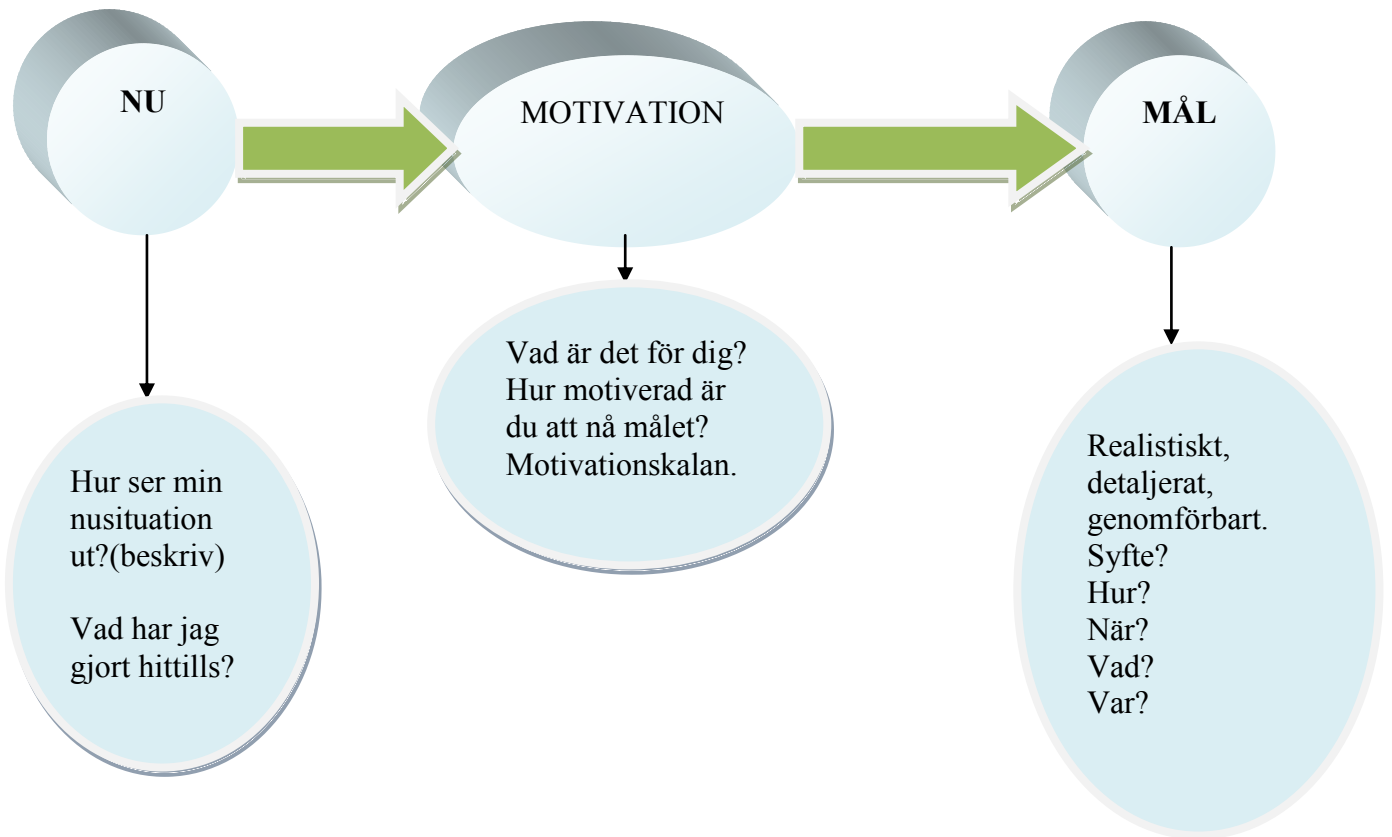 NU
MOTIVATION
MÅL
Hur ser min
nusituation
ut?(beskriv)
Vad har jag
gjort hittills?
Vad är det för dig?
Hur motiverad är
du att nå målet?
Motivationskalan.
Realistiskt,
detaljerat,
genomförbart.
Syfte?
Hur?
När?
Vad?
Var?